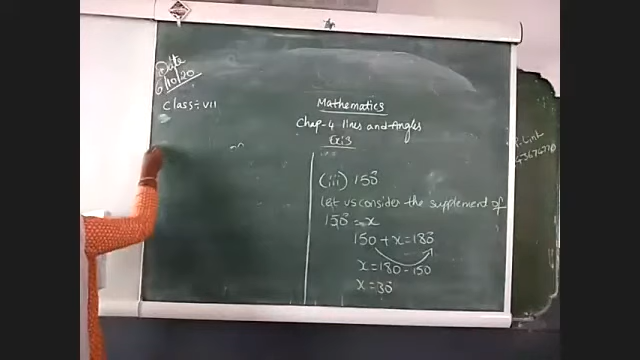 Date
6/10/20
Class:- VII
Mathematics
Chap-4 lines and Angles
Ex:3
(iii) 150°
let us consider the supplement of
150° = x
150 + x = 180°
x = 180 - 150
x = 30°